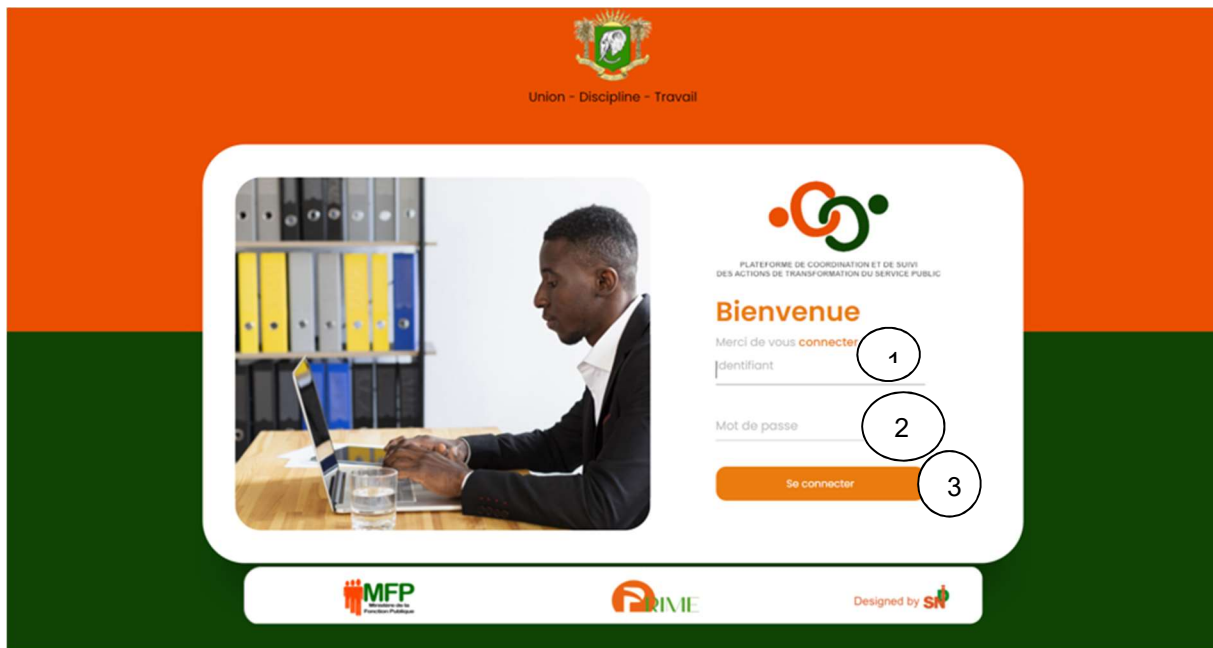 Union - Discipline - Travail
PLATEFORME DE COORDINATION ET DE SUIVI
DES ACTIONS DE TRANSFORMATION DU SERVICE PUBLIC
Bienvenue
Merci de vous connecter
1
Identifiant
Mot de passe
2
Se connecter
3
MFP
Ministère de la
Fonction Publique
PRIME
Designed by SNDI